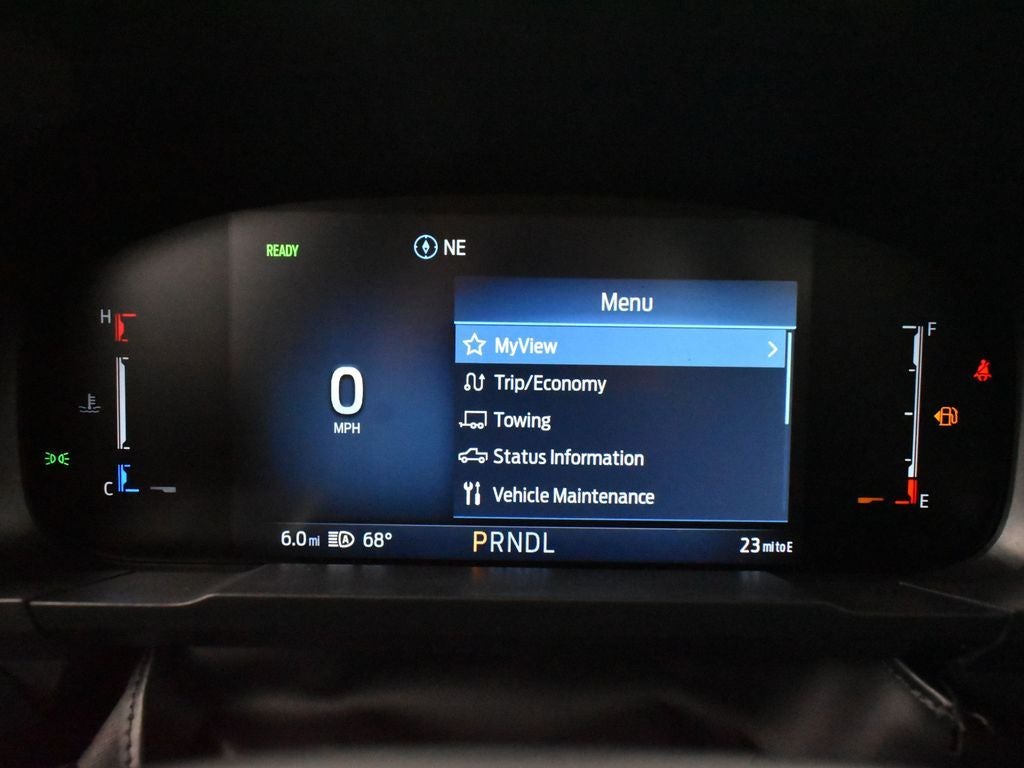 READY
NE
Menu
H
MyView
F
Trip/Economy
0
MPH
Towing
Status Information
C
Vehicle Maintenance
E
6.0 mi A 68°
PRNDL
23 mi to E